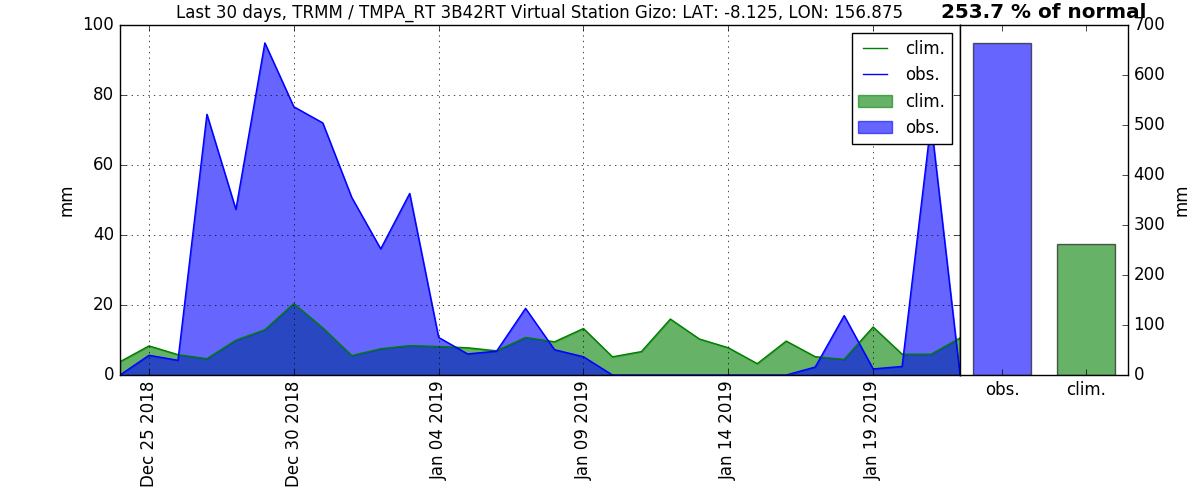 Last 30 days, TRMM / TMPA_RT 3B42RT Virtual Station Gizo: LAT: -8.125, LON: 156.875
253.7 % of normal
100
80
60
40
20
0
mm
clim.
obs.
clim.
obs.
700
600
500
400
300
200
100
0
mm
Dec 25 2018
Dec 30 2018
Jan 04 2019
Jan 09 2019
Jan 14 2019
Jan 19 2019
obs.
clim.